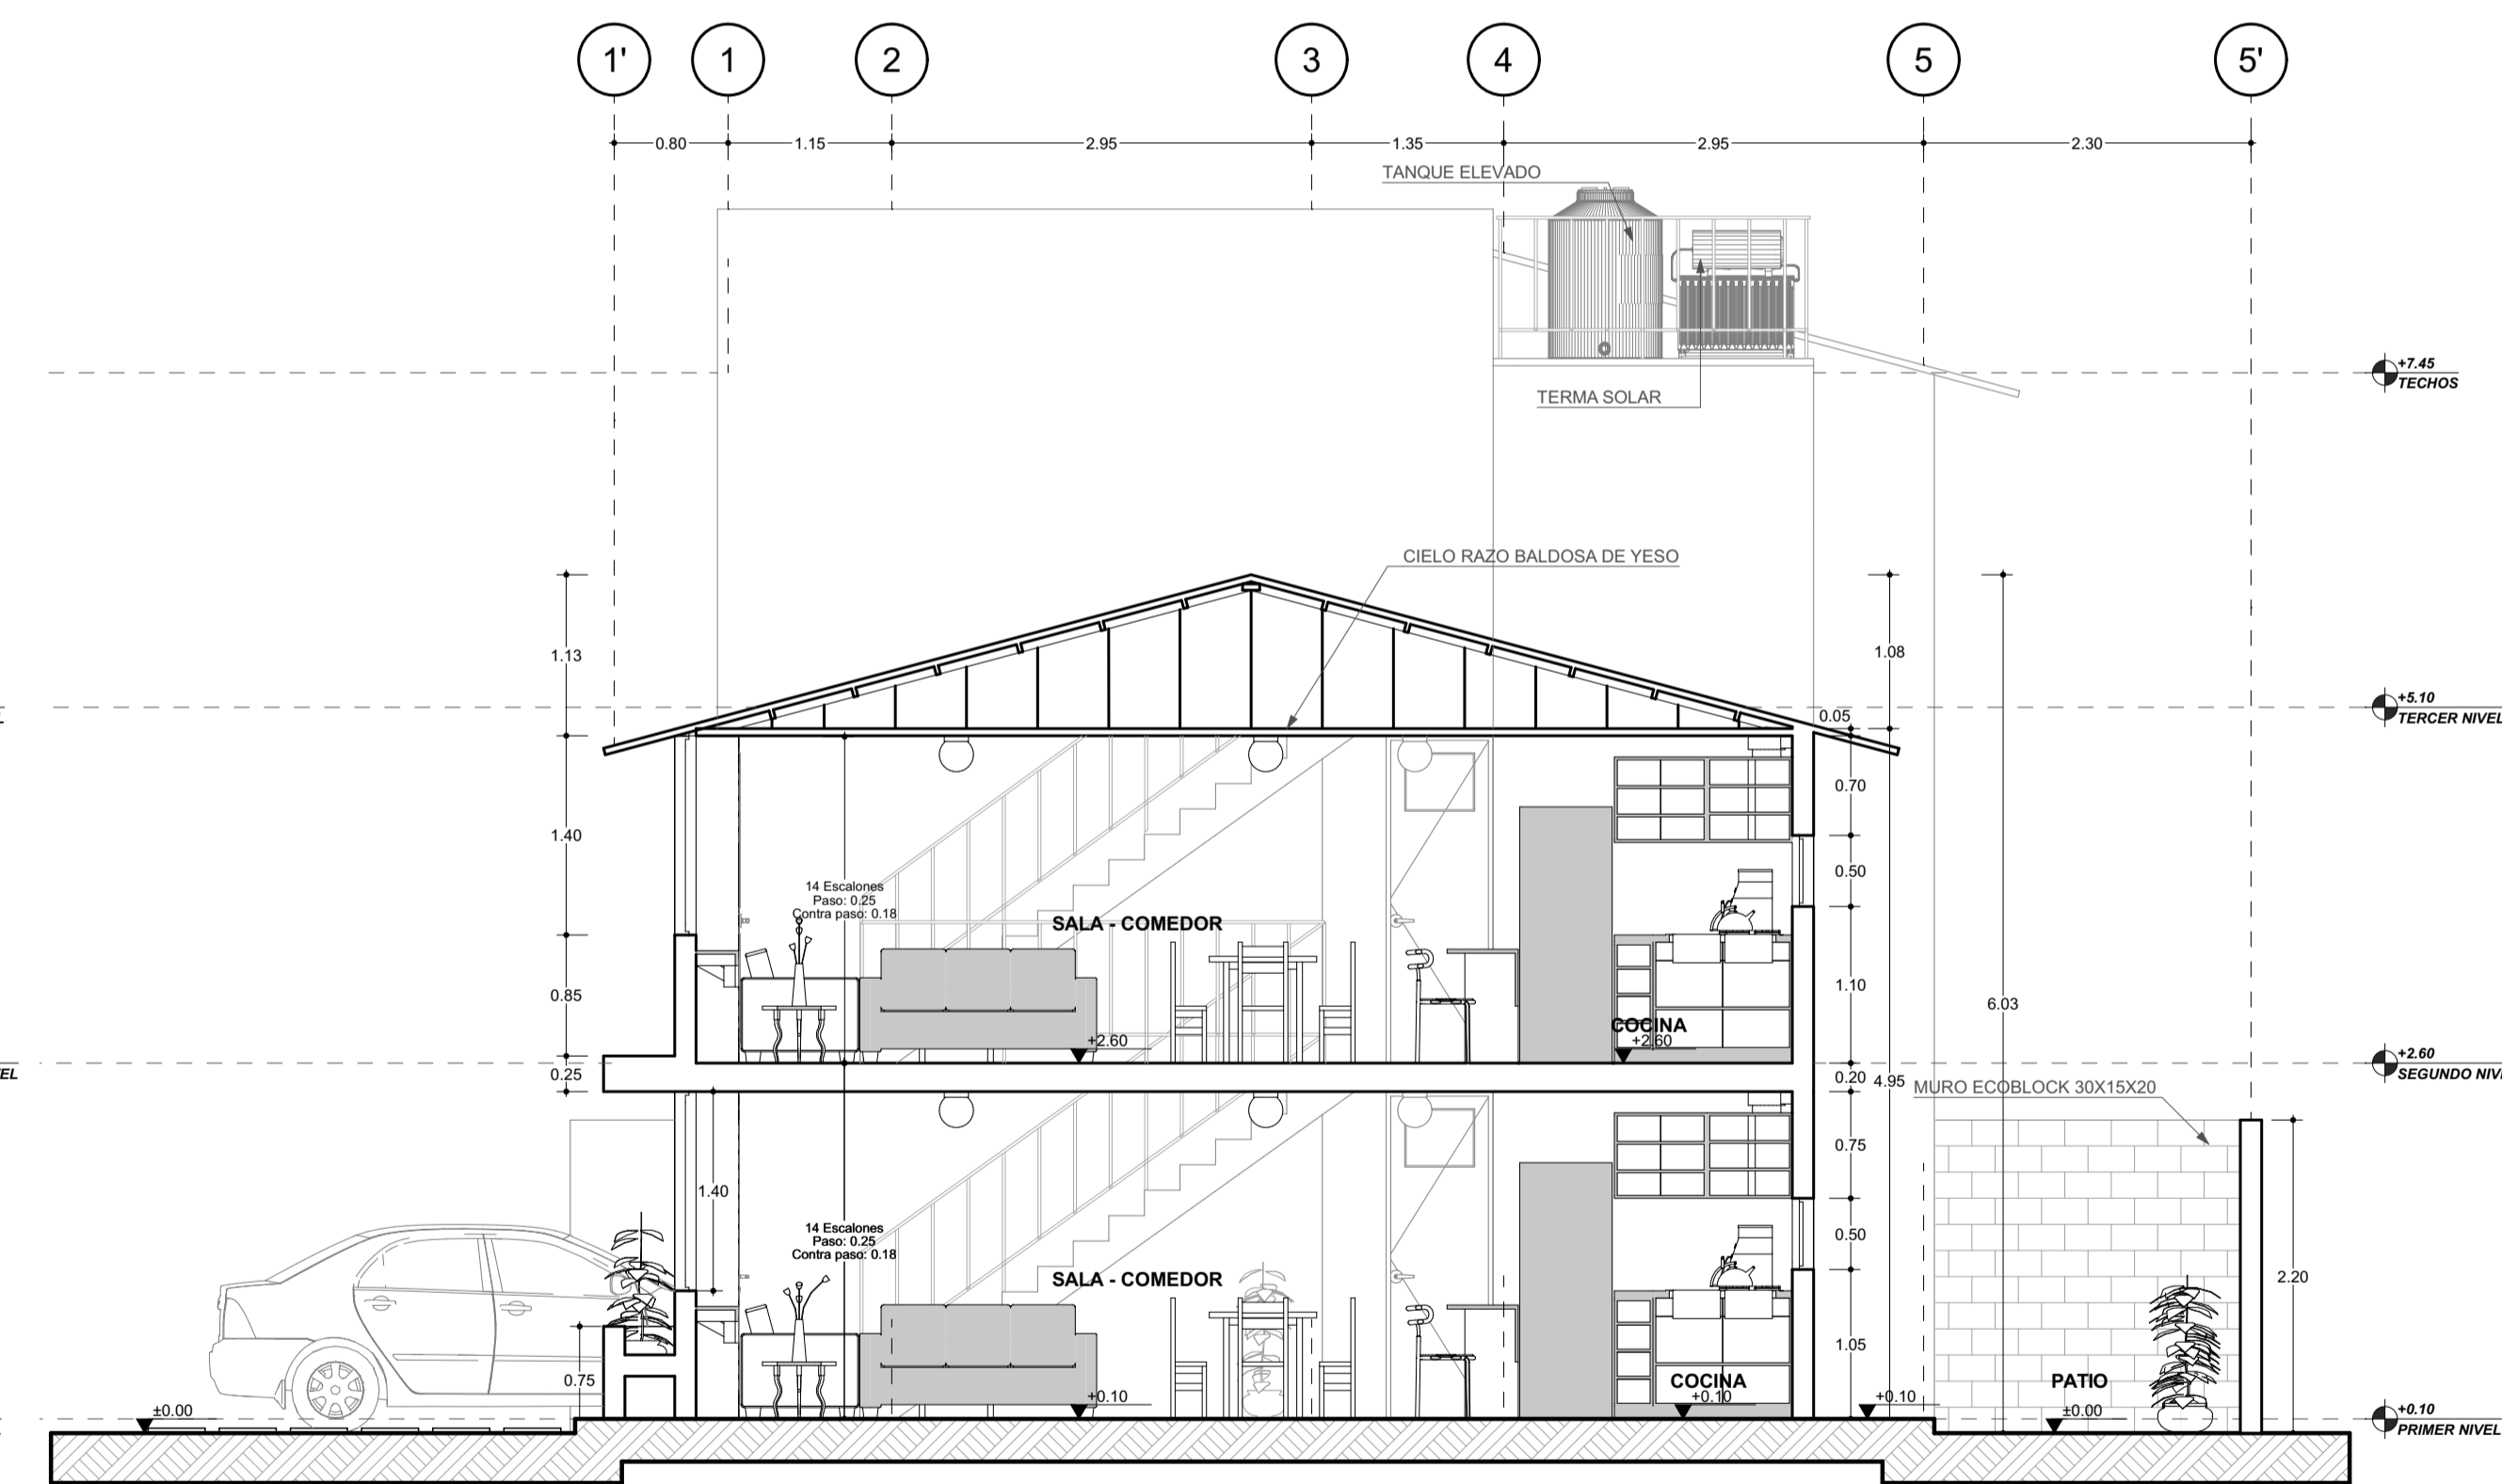 1'
1
2
3
4
5
5'
0.80
1.15
2.95
1.35
2.95
2.30
TANQUE ELEVADO
+7.45
TECHOS
TERMA SOLAR
CIELO RAZO BALDOSA DE YESO
1.13
1.08
+5.10
TERCER NIVEL
0.05
0.70
1.40
0.50
14 Escalones
Paso: 0.25
Contra paso: 0.18
SALA - COMEDOR
0.85
1.10
6.03
COCINA
+2.60
+2.60
+2.60
SEGUNDO NIV
EL
0.25
0.20
4.95
MURO ECOBLOCK 30X15X20
0.75
1.40
14 Escalones
Paso: 0.25
Contra paso: 0.18
0.50
SALA - COMEDOR
2.20
1.05
0.75
COCINA
PATIO
±0.00
+0.10
+0.10
+0.10
±0.00
+0.10
PRIMER NIVEL